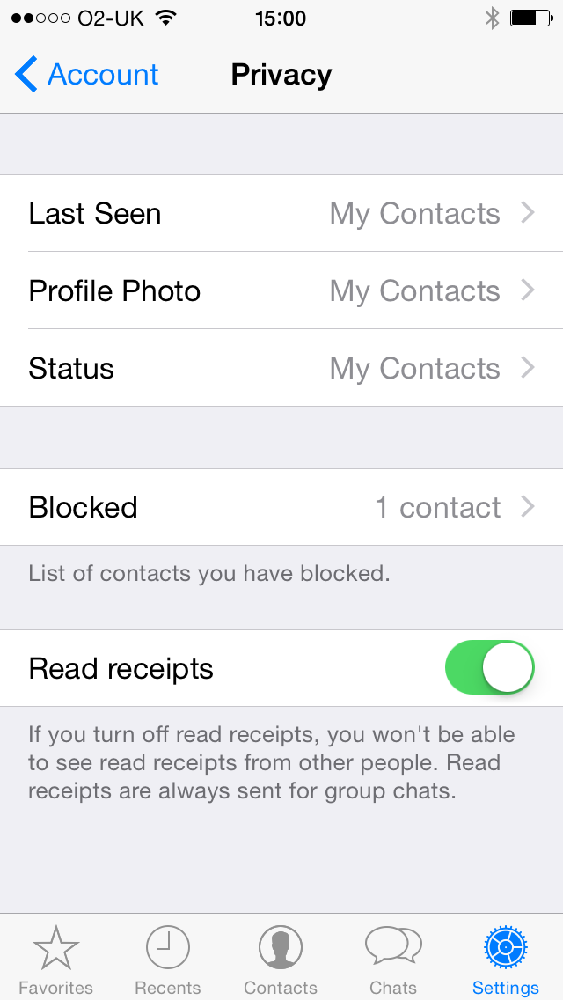 O2-UK 15:00
Account Privacy
Last Seen My Contacts
Profile Photo My Contacts
Status My Contacts
Blocked 1 contact
List of contacts you have blocked.
Read receipts
If you turn off read receipts, you won't be able
to see read receipts from other people. Read
receipts are always sent for group chats.
Favorites Recents Contacts Chats Settings